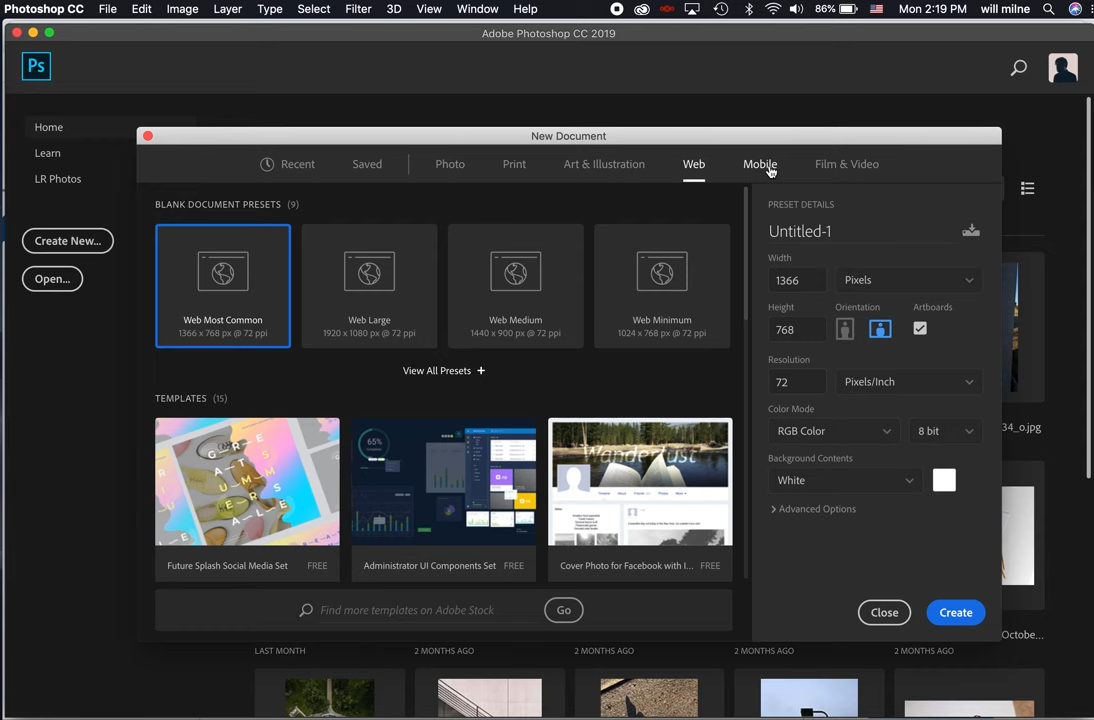 Photoshop CC File Edit Image Layer Type Select Filter 3D View Window Help 86% Mon 2:19 PM will milne
Adobe Photoshop CC 2019
Ps
Home
Learn
LR Photos
Create New...
Open...
New Document
Recent Saved Photo Print Art & Illustration Web Mobile Film & Video
BLANK DOCUMENT PRESETS (9)
Web Most Common
1366 x 768 px @ 72 ppi
Web Large
1920 x 1080 px @ 72 ppi
Web Medium
1440 x 900 px @ 72 ppi
Web Minimum
1024 x 768 px @ 72 ppi
View All Presets +
TEMPLATES (15)
GREAT SUMMER SALE
65%
Wanderlust
Future Splash Social Media Set FREE
Administrator UI Components Set FREE
Cover Photo for Facebook with I... FREE
Find more templates on Adobe Stock Go
PRESET DETAILS
Untitled-1
Width
1366 Pixels
Height Orientation Artboards
768
Resolution
72 Pixels/Inch
Color Mode
RGB Color 8 bit
Background Contents
White
Advanced Options
Close Create
34_o.jpg
Octobe...
LAST MONTH 2 MONTHS AGO 2 MONTHS AGO 2 MONTHS AGO 2 MONTHS AGO